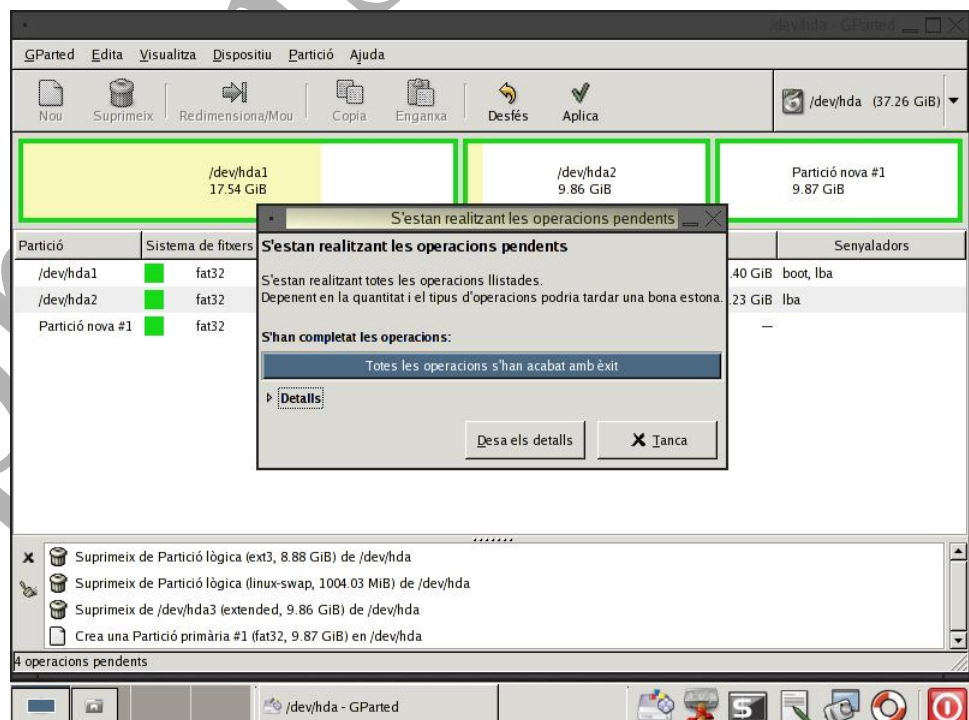 /dev/hda - GParted
GParted Edita Visualitza Dispositiu Partició Ajuda
Nou Suprimeix Redimensiona/Mou Copia Enganxa Desfés Aplica /dev/hda (37.26 GiB)
/dev/hda1
17.54 GiB
/dev/hda2
9.86 GiB
Partició nova #1
9.87 GiB
S'estan realitzant les operacions pendents
Partició Sistema de fitxers Senyaladors
/dev/hda1 fat32 .40 GiB boot, lba
/dev/hda2 fat32 .23 GiB lba
Partició nova #1 fat32 —
S'estan realitzant les operacions pendents
S'estan realitzant totes les operacions llistades.
Depenent en la quantitat i el tipus d'operacions podria tardar una bona estona.
S'han completat les operacions:
Totes les operacions s'han acabat amb èxit
Detalls
Desa els detalls Tanca
Suprimeix de Partició lògica (ext3, 8.88 GiB) de /dev/hda
Suprimeix de Partició lògica (linux-swap, 1004.03 MiB) de /dev/hda
Suprimeix de /dev/hda3 (extended, 9.86 GiB) de /dev/hda
Crea una Partició primària #1 (fat32, 9.87 GiB) en /dev/hda
4 operacions pendents
/dev/hda - GParted